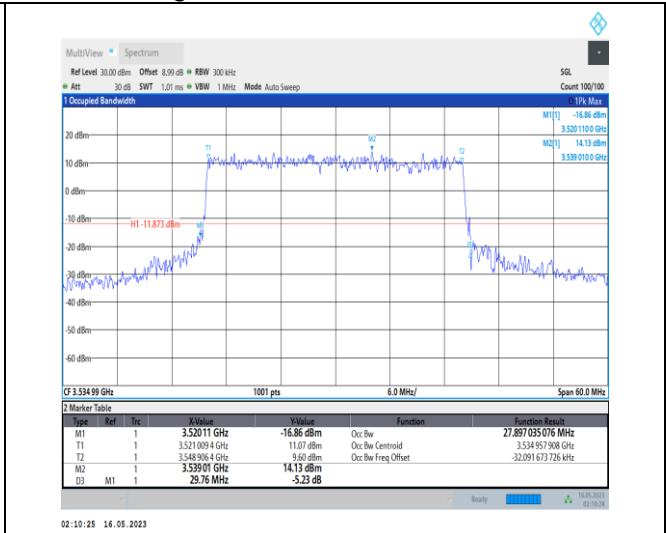 MultiView Spectrum
Ref Level 30.00 dBm Offset 8.99 dB RBW 300 kHz SGL
Att 30 dB SWT 1.01 ms VBW 1 MHz Mode Auto Sweep Count 100/100
1 Occupied Bandwidth 1Pk Max
M1[1] -16.86 dBm
3.520 110 0 GHz
M2[1] 14.13 dBm
3.539 010 0 GHz
20 dBm
10 dBm
0 dBm
-10 dBm
-20 dBm
-30 dBm
-40 dBm
-50 dBm
-60 dBm
T1
M2
T2
H1 -11.873 dBm
CF 3.534 99 GHz 1001 pts 6.0 MHz/ Span 60.0 MHz
2 Marker Table
Type Ref Trc X-Value Y-Value Function Function Result
M1 1 3.52011 GHz -16.86 dBm Occ Bw 27.897 035 076 MHz
T1 1 3.521 009 4 GHz 11.07 dBm Occ Bw Centroid 3.534 957 908 GHz
T2 1 3.548 906 4 GHz 9.60 dBm Occ Bw Freq Offset -32.091 673 726 kHz
M2 1 3.53901 GHz 14.13 dBm
D3 M1 1 29.76 MHz -5.23 dB
Ready 16.05.2023
02:10:24
02:10:25 16.05.2023